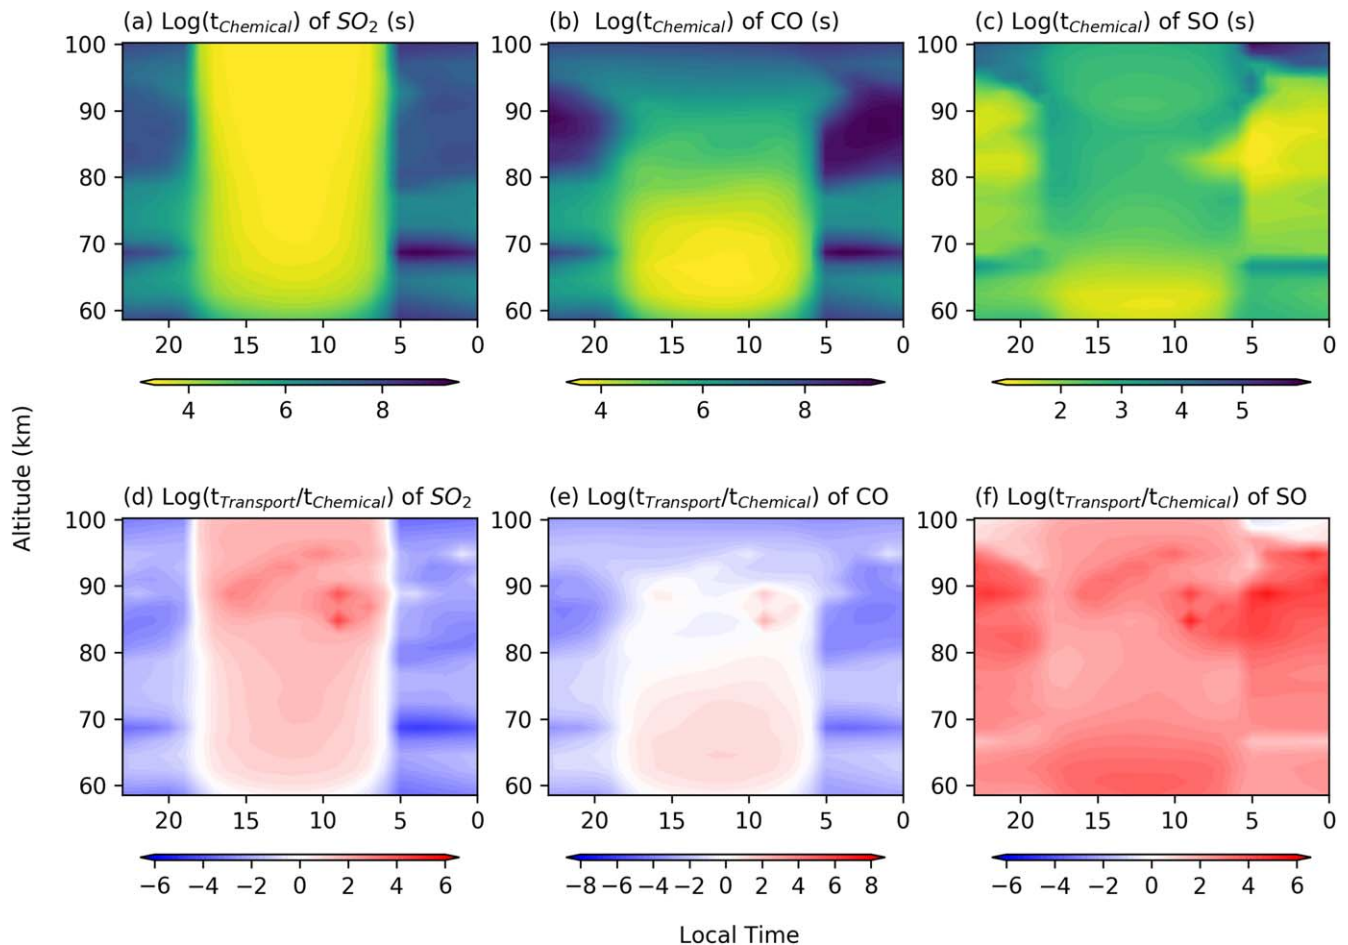 (a) Log(t_Chemical) of SO_2 (s)
(b) Log(t_Chemical) of CO (s)
(c) Log(t_Chemical) of SO (s)
100
90
80
70
60
20 15 10 5 0
4 6 8
100
90
80
70
60
20 15 10 5 0
4 6 8
100
90
80
70
60
20 15 10 5 0
2 3 4 5
Altitude (km)
(d) Log(t_Transport/t_Chemical) of SO_2
(e) Log(t_Transport/t_Chemical) of CO
(f) Log(t_Transport/t_Chemical) of SO
100
90
80
70
60
20 15 10 5 0
−6 −4 −2 0 2 4 6
100
90
80
70
60
20 15 10 5 0
−8 −6 −4 −2 0 2 4 6 8
100
90
80
70
60
20 15 10 5 0
−6 −4 −2 0 2 4 6
Local Time